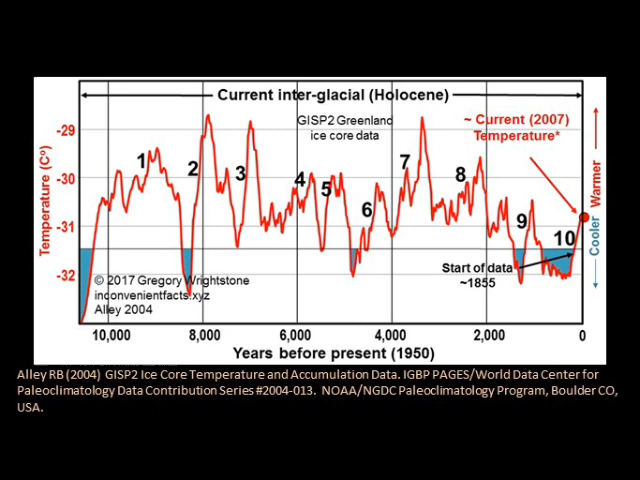 Current inter-glacial (Holocene)
GISP2 Greenland
ice core data
~ Current (2007)
Temperature*
-29
-30
-31
-32
Temperature (C°)
1
2
3
4
5
6
7
8
9
10
Warmer
Cooler
Start of data
~1855
© 2017 Gregory Wrightstone
inconvenientfacts.xyz
Alley 2004
10,000 8,000 6,000 4,000 2,000 0
Years before present (1950)
Alley RB (2004) GISP2 Ice Core Temperature and Accumulation Data. IGBP PAGES/World Data Center for
Paleoclimatology Data Contribution Series #2004-013. NOAA/NGDC Paleoclimatology Program, Boulder CO,
USA.